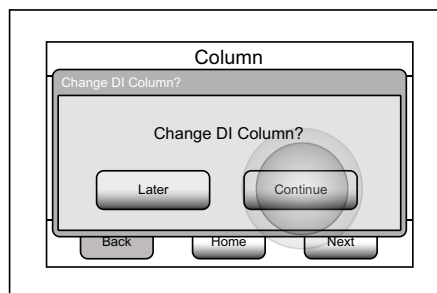 Column
Change DI Column?
Change DI Column?
Later Continue
Back Home Next